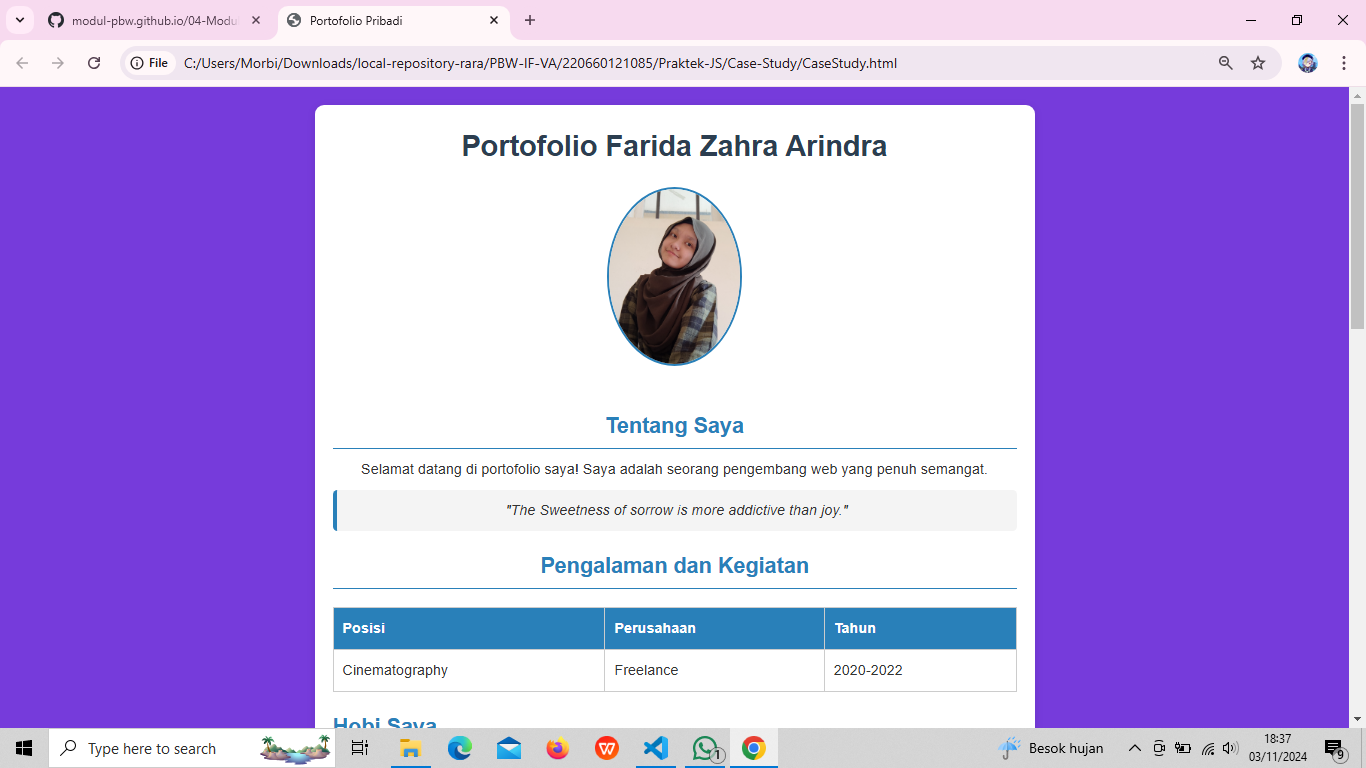 modul-pbw.github.io/04-Modul
Portofolio Pribadi
File
C:/Users/Morbi/Downloads/local-repository-rara/PBW-IF-VA/220660121085/Praktek-JS/Case-Study/CaseStudy.html
Portofolio Farida Zahra Arindra
Tentang Saya
Selamat datang di portofolio saya! Saya adalah seorang pengembang web yang penuh semangat.
"The Sweetness of sorrow is more addictive than joy."
Pengalaman dan Kegiatan
Posisi Perusahaan Tahun
Cinematography Freelance 2020-2022
Hobi Saya
Type here to search
W
1
Besok hujan
18:37
03/11/2024
9